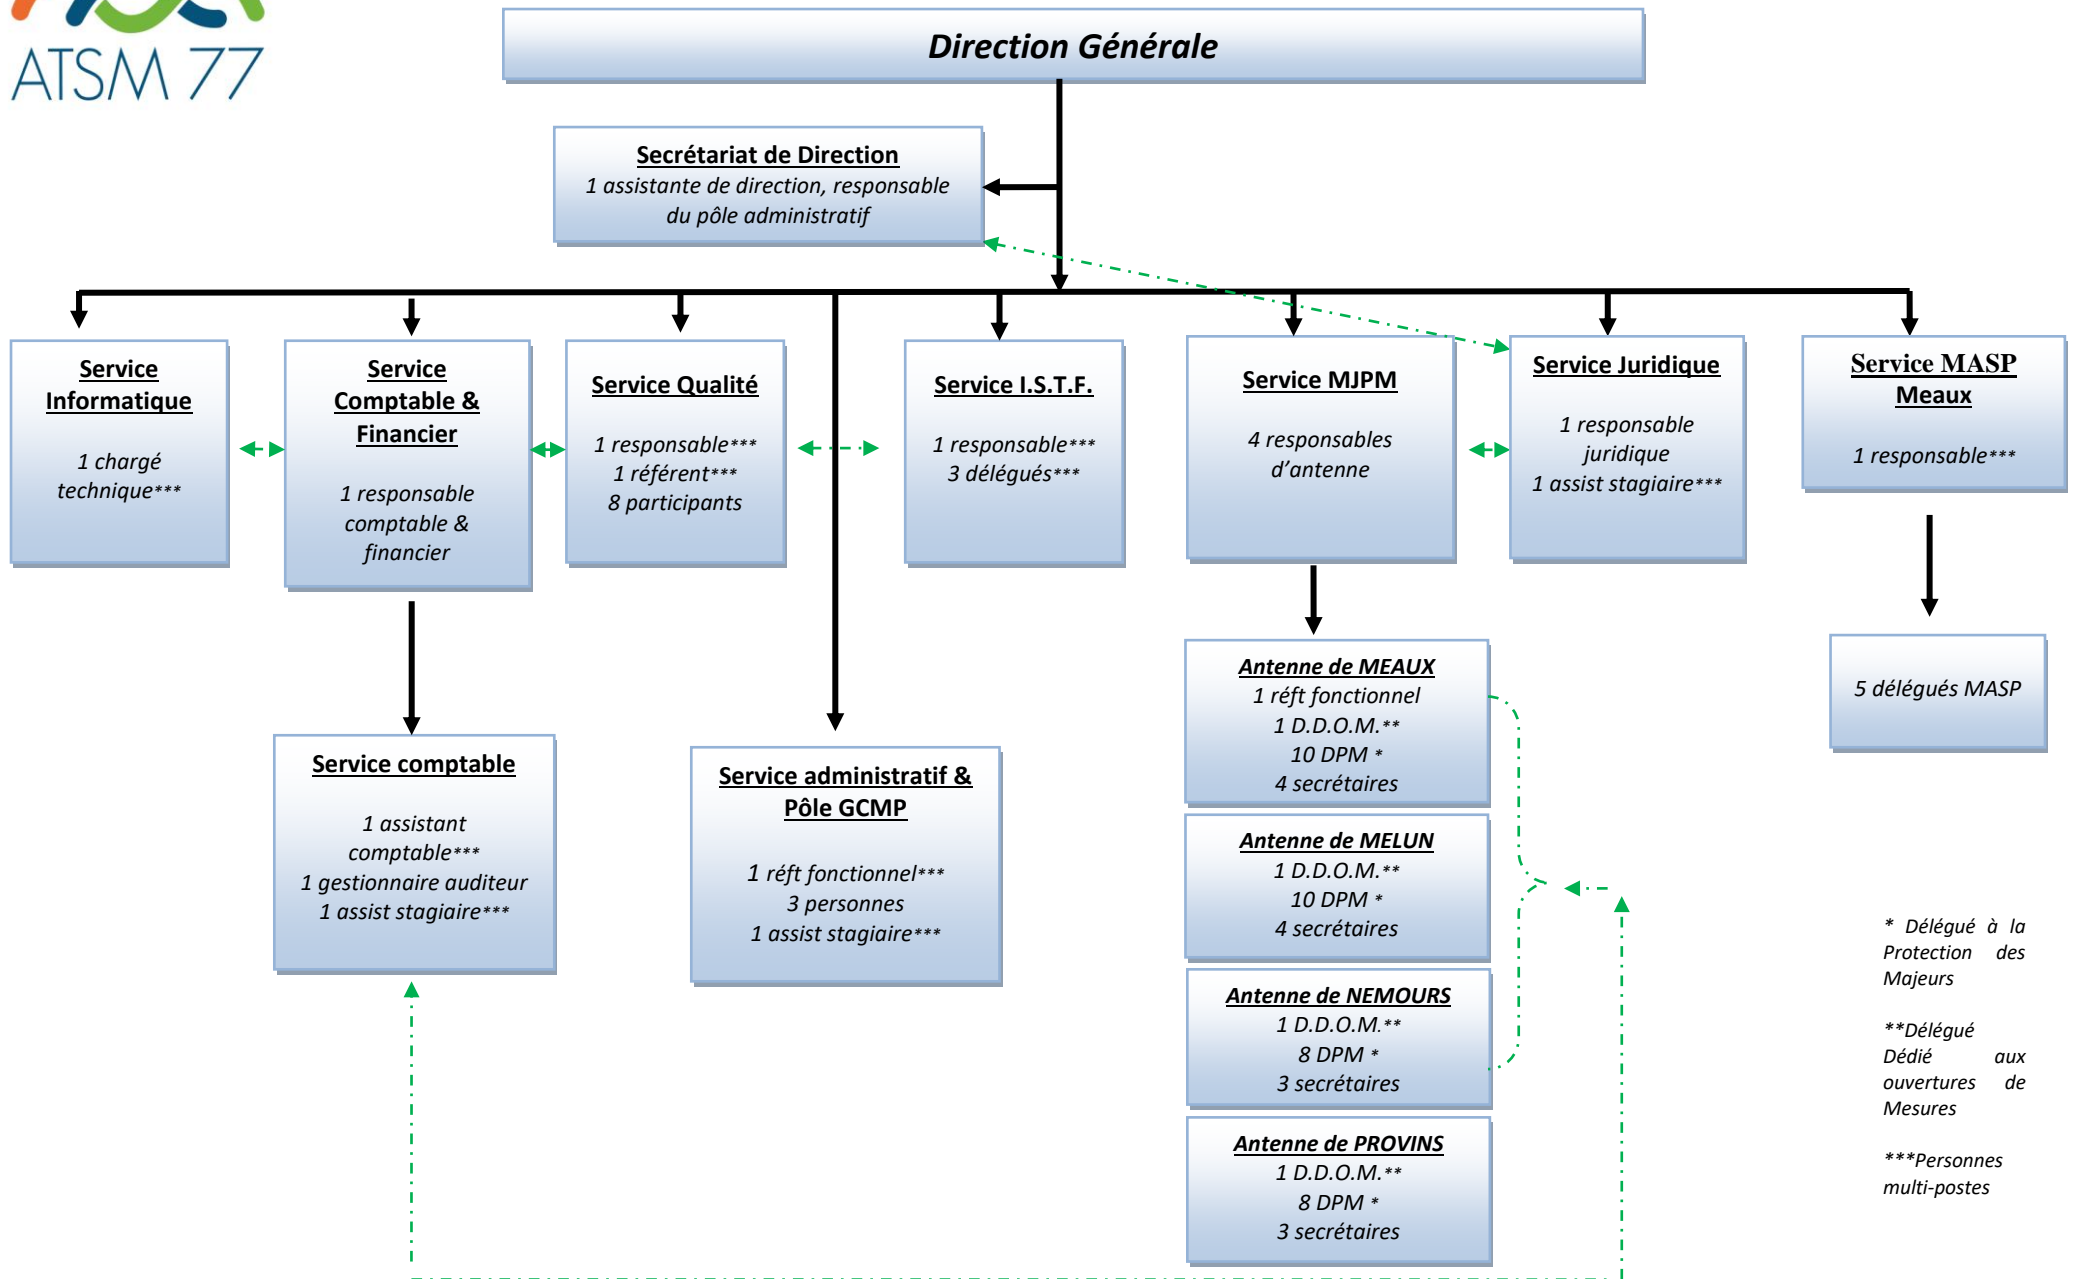 ATSM 77
Direction Générale
Secrétariat de Direction
1 assistante de direction, responsable
du pôle administratif
Service
Informatique
1 chargé
technique***
Service
Comptable &
Financier
1 responsable
comptable &
financier
Service Qualité
1 responsable***
1 référent***
8 participants
Service I.S.T.F.
1 responsable***
3 délégués***
Service MJPM
4 responsables
d’antenne
Service Juridique
1 responsable
juridique
1 assist stagiaire***
Service MASP
Meaux
1 responsable***
Service comptable
1 assistant
comptable***
1 gestionnaire auditeur
1 assist stagiaire***
Service administratif &
Pôle GCMP
1 réft fonctionnel***
3 personnes
1 assist stagiaire***
Antenne de MEAUX
1 réft fonctionnel
1 D.D.O.M.**
10 DPM *
4 secrétaires
Antenne de MELUN
1 D.D.O.M.**
10 DPM *
4 secrétaires
Antenne de NEMOURS
1 D.D.O.M.**
8 DPM *
3 secrétaires
Antenne de PROVINS
1 D.D.O.M.**
8 DPM *
3 secrétaires
5 délégués MASP
* Délégué à la
Protection des
Majeurs
**Délégué
Dédié aux
ouvertures de
Mesures
***Personnes
multi-postes